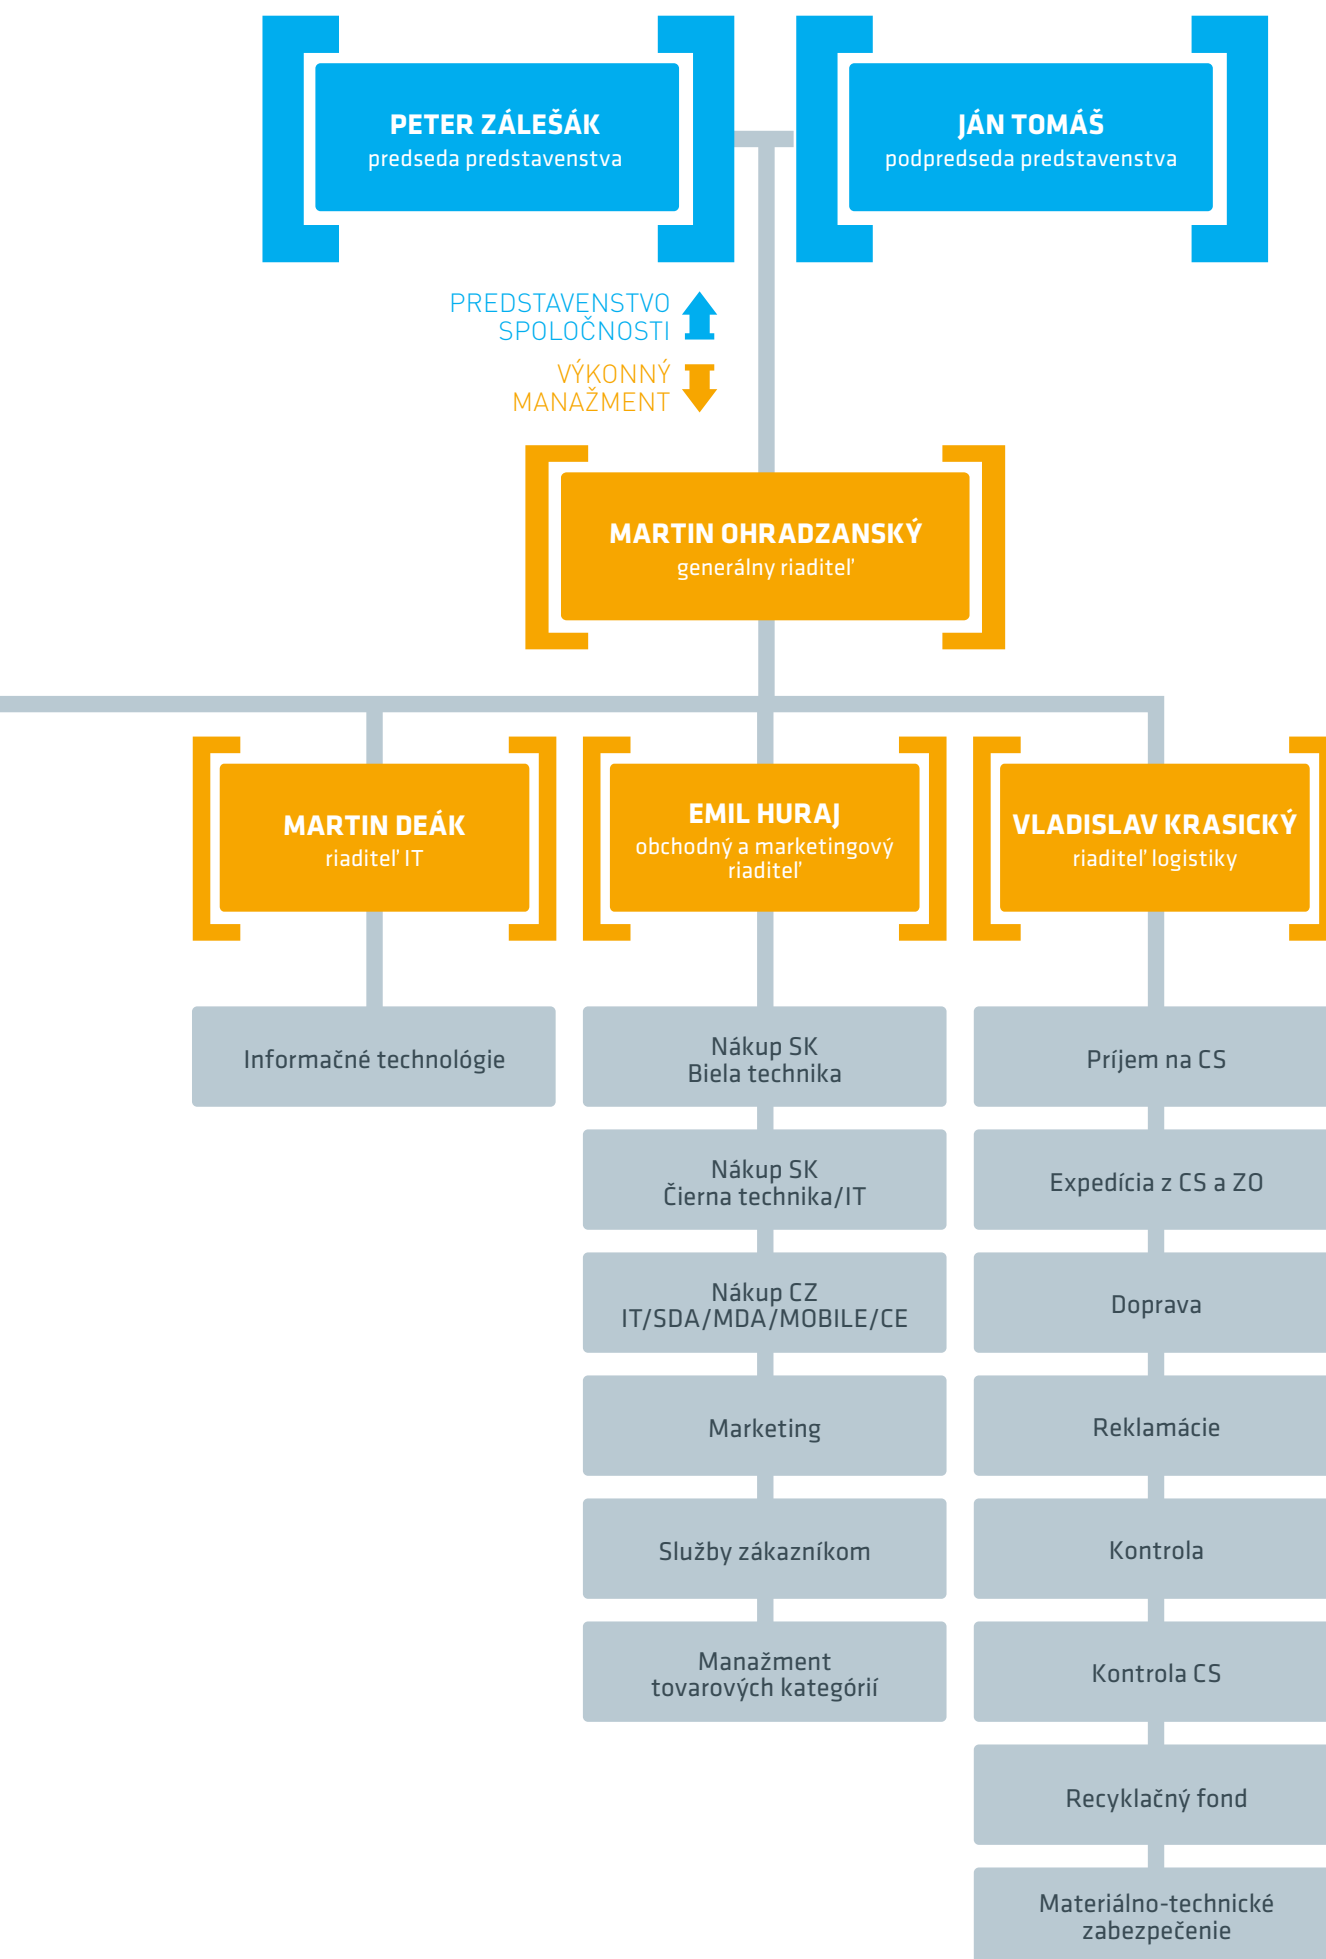 PETER ZÁLEŠÁK
predseda predstavenstva
JÁN TOMÁŠ
podpredseda predstavenstva
PREDSTAVENSTVO
SPOLOČNOSTI
VÝKONNÝ
MANAŽMENT
MARTIN OHRADZANSKÝ
generálny riaditeľ
MARTIN DEÁK
riaditeľ IT
EMIL HURAJ
obchodný a marketingový
riaditeľ
VLADISLAV KRASICKÝ
riaditeľ logistiky
Informačné technológie
Nákup SK
Biela technika
Nákup SK
Čierna technika/IT
Nákup CZ
IT/SDA/MDA/MOBILE/CE
Marketing
Služby zákazníkom
Manažment
tovarových kategórií
Príjem na CS
Expedícia z CS a ZO
Doprava
Reklamácie
Kontrola
Kontrola CS
Recyklačný fond
Materiálno-technické
zabezpečenie